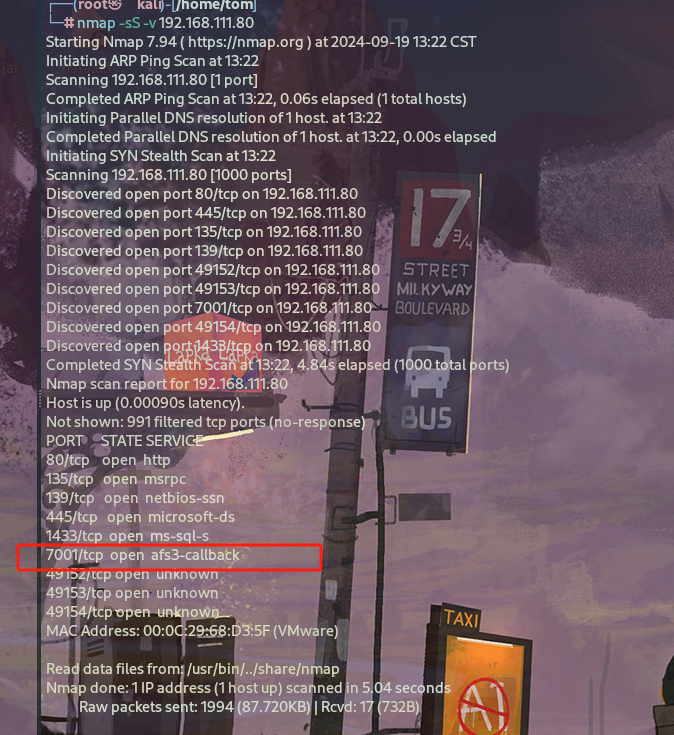 (root㉿ kali)-[/home/tom]
# nmap -sS -v 192.168.111.80
Starting Nmap 7.94 ( https://nmap.org ) at 2024-09-19 13:22 CST
Initiating ARP Ping Scan at 13:22
Scanning 192.168.111.80 [1 port]
Completed ARP Ping Scan at 13:22, 0.06s elapsed (1 total hosts)
Initiating Parallel DNS resolution of 1 host. at 13:22
Completed Parallel DNS resolution of 1 host. at 13:22, 0.00s elapsed
Initiating SYN Stealth Scan at 13:22
Scanning 192.168.111.80 [1000 ports]
Discovered open port 80/tcp on 192.168.111.80
Discovered open port 445/tcp on 192.168.111.80
Discovered open port 135/tcp on 192.168.111.80
Discovered open port 139/tcp on 192.168.111.80
Discovered open port 49152/tcp on 192.168.111.80
Discovered open port 49153/tcp on 192.168.111.80
Discovered open port 7001/tcp on 192.168.111.80
Discovered open port 49154/tcp on 192.168.111.80
Discovered open port 1433/tcp on 192.168.111.80
Completed SYN Stealth Scan at 13:22, 4.84s elapsed (1000 total ports)
Nmap scan report for 192.168.111.80
Host is up (0.00090s latency).
Not shown: 991 filtered tcp ports (no-response)
PORT STATE SERVICE
80/tcp open http
135/tcp open msrpc
139/tcp open netbios-ssn
445/tcp open microsoft-ds
1433/tcp open ms-sql-s
7001/tcp open afs3-callback
49152/tcp open unknown
49153/tcp open unknown
49154/tcp open unknown
MAC Address: 00:0C:29:68:D3:5F (VMware)
Read data files from: /usr/bin/../share/nmap
Nmap done: 1 IP address (1 host up) scanned in 5.04 seconds
Raw packets sent: 1994 (87.720KB) | Rcvd: 17 (732B)
17 3/4
STREET
MILKYWAY
BOULEVARD
BUS
TAXI
A1